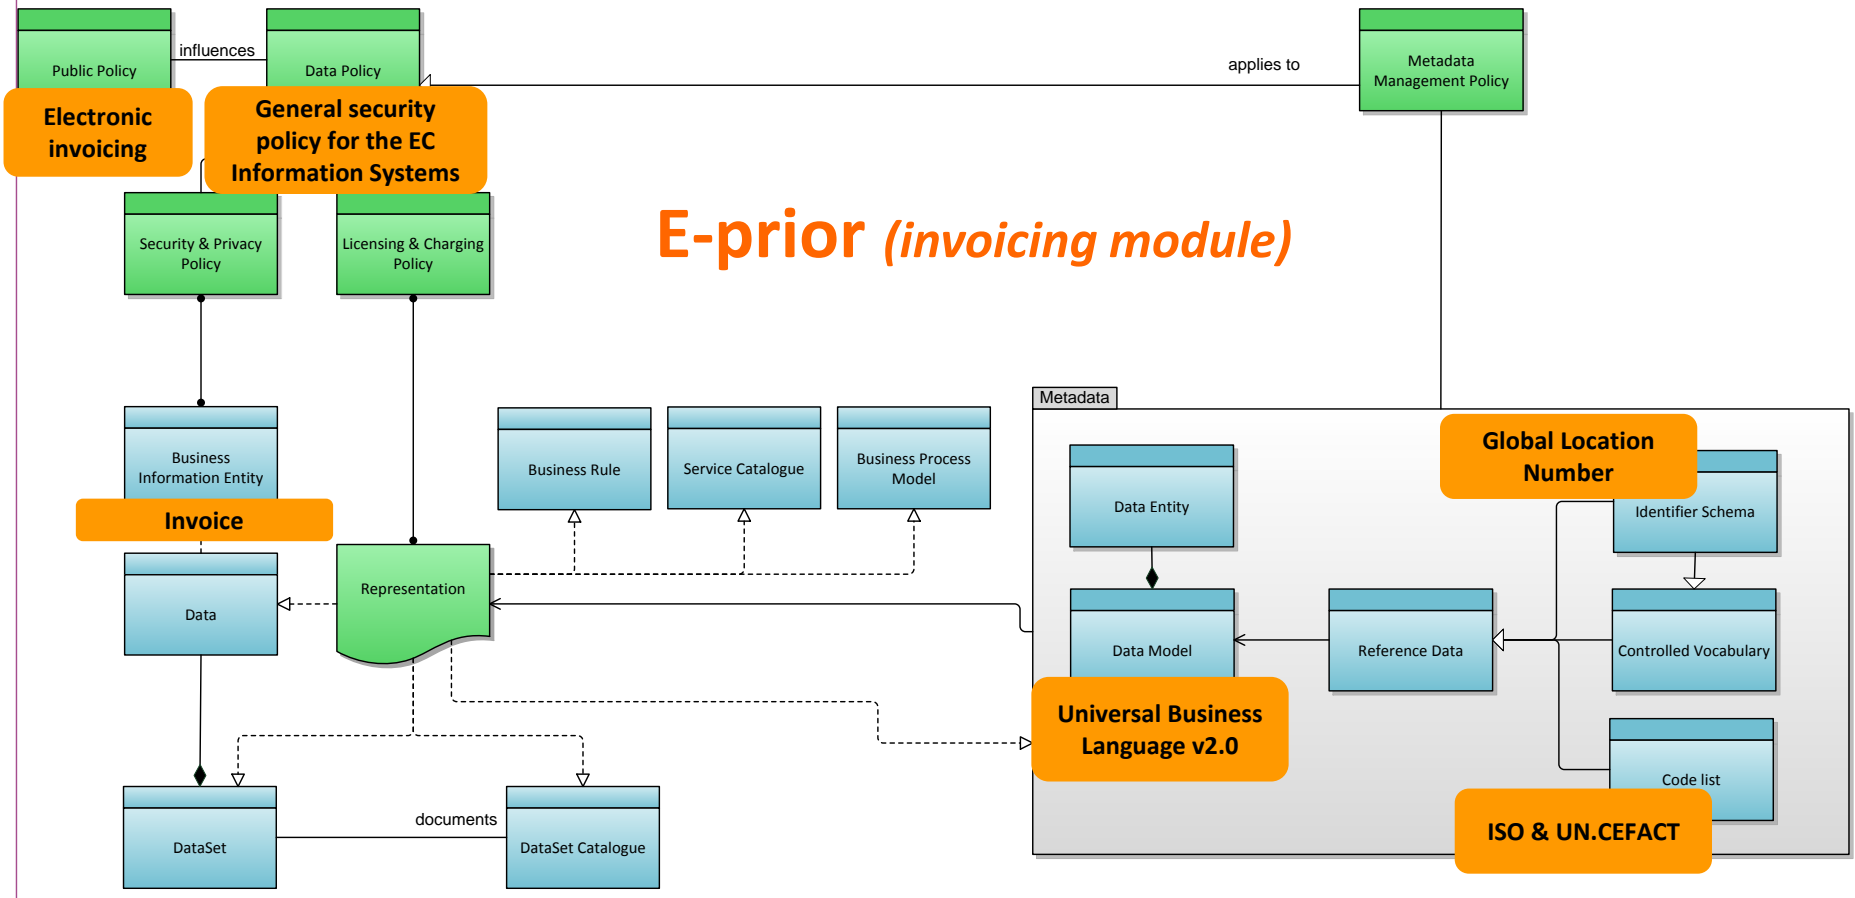 Public Policy
influences
Data Policy
applies to
Metadata
Management Policy
Electronic
invoicing
General security
policy for the EC
Information Systems
Security & Privacy
Policy
Licensing & Charging
Policy
E-prior (invoicing module)
Business
Information Entity
Invoice
Business Rule
Service Catalogue
Business Process
Model
Metadata
Global Location
Number
Data Entity
Identifier Schema
Data
Representation
Data Model
Reference Data
Controlled Vocabulary
Universal Business
Language v2.0
Code list
ISO & UN.CEFACT
DataSet
documents
DataSet Catalogue